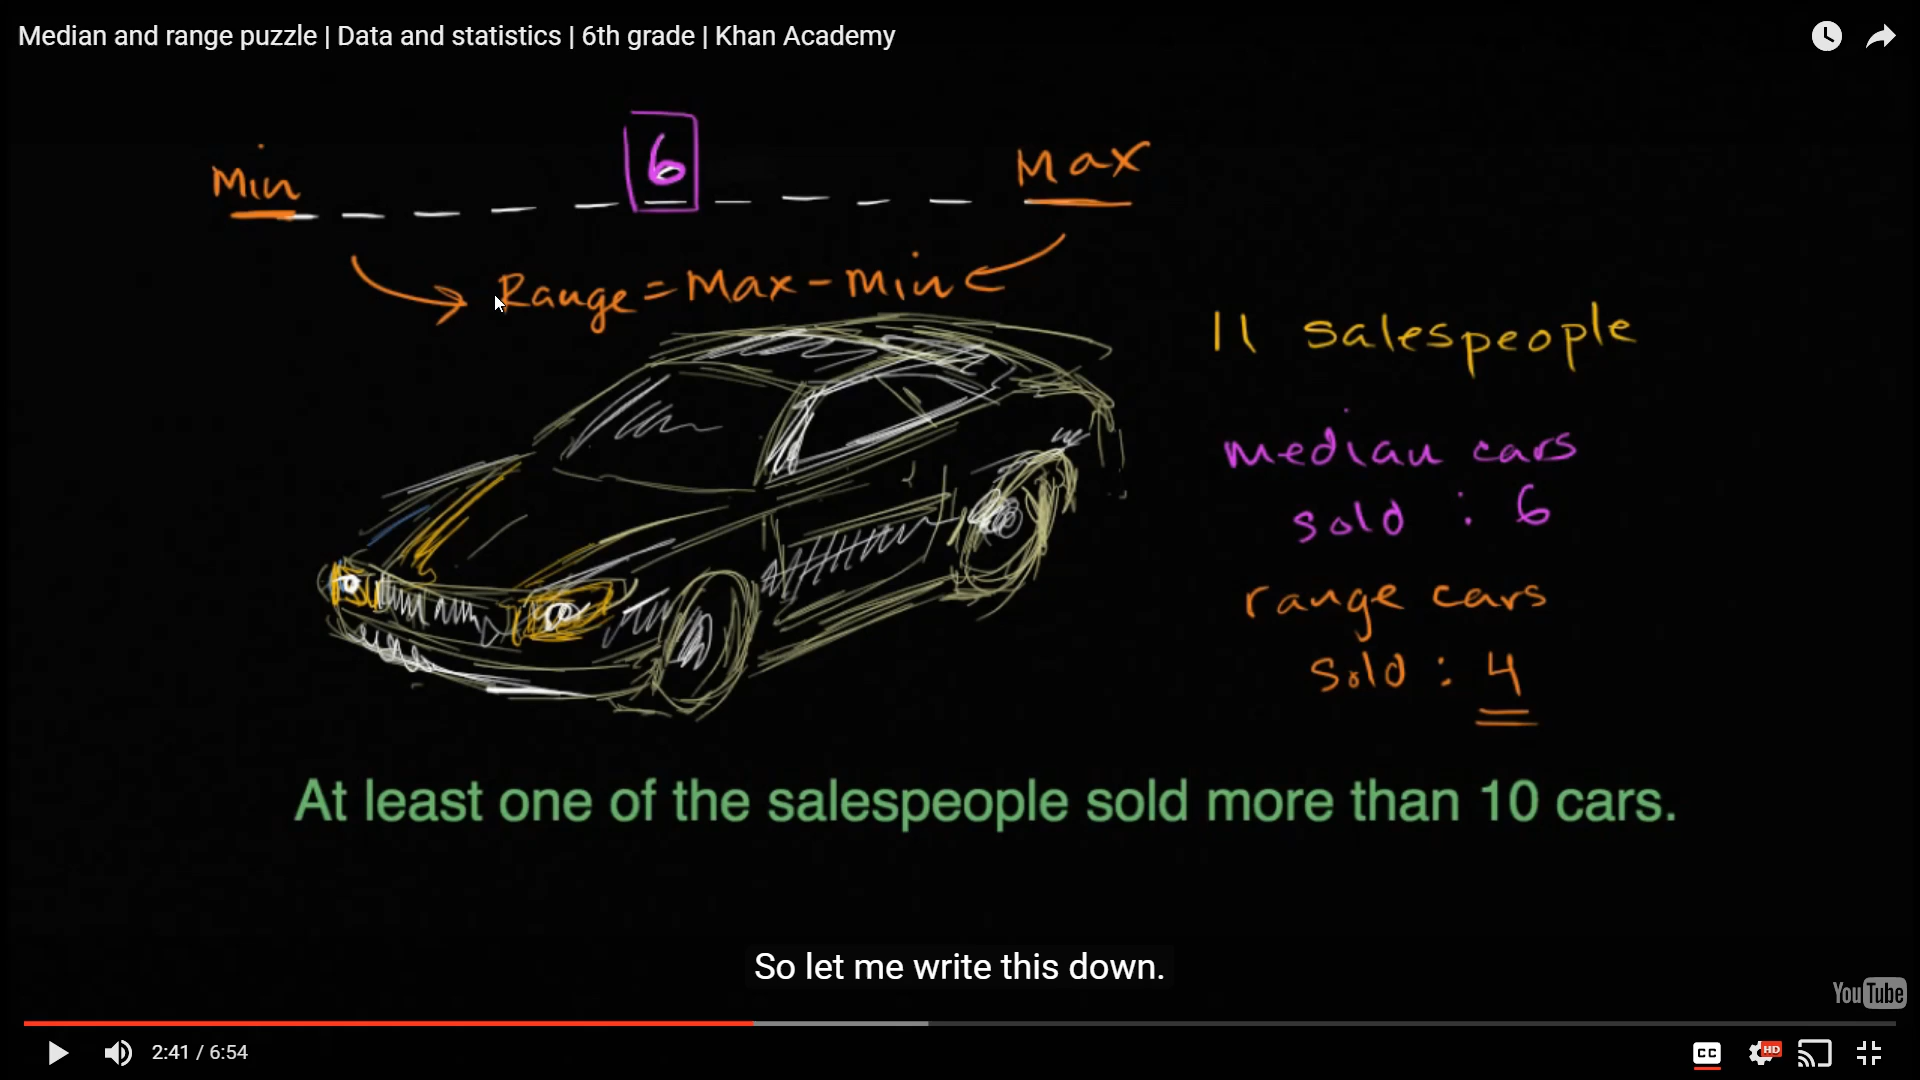 Median and range puzzle | Data and statistics | 6th grade | Khan Academy
Min 6 Max
Range = Max - Min
11 salespeople
median cars
sold : 6
range cars
sold : 4
At least one of the salespeople sold more than 10 cars.
So let me write this down.
YouTube
2:41 / 6:54
CC HD